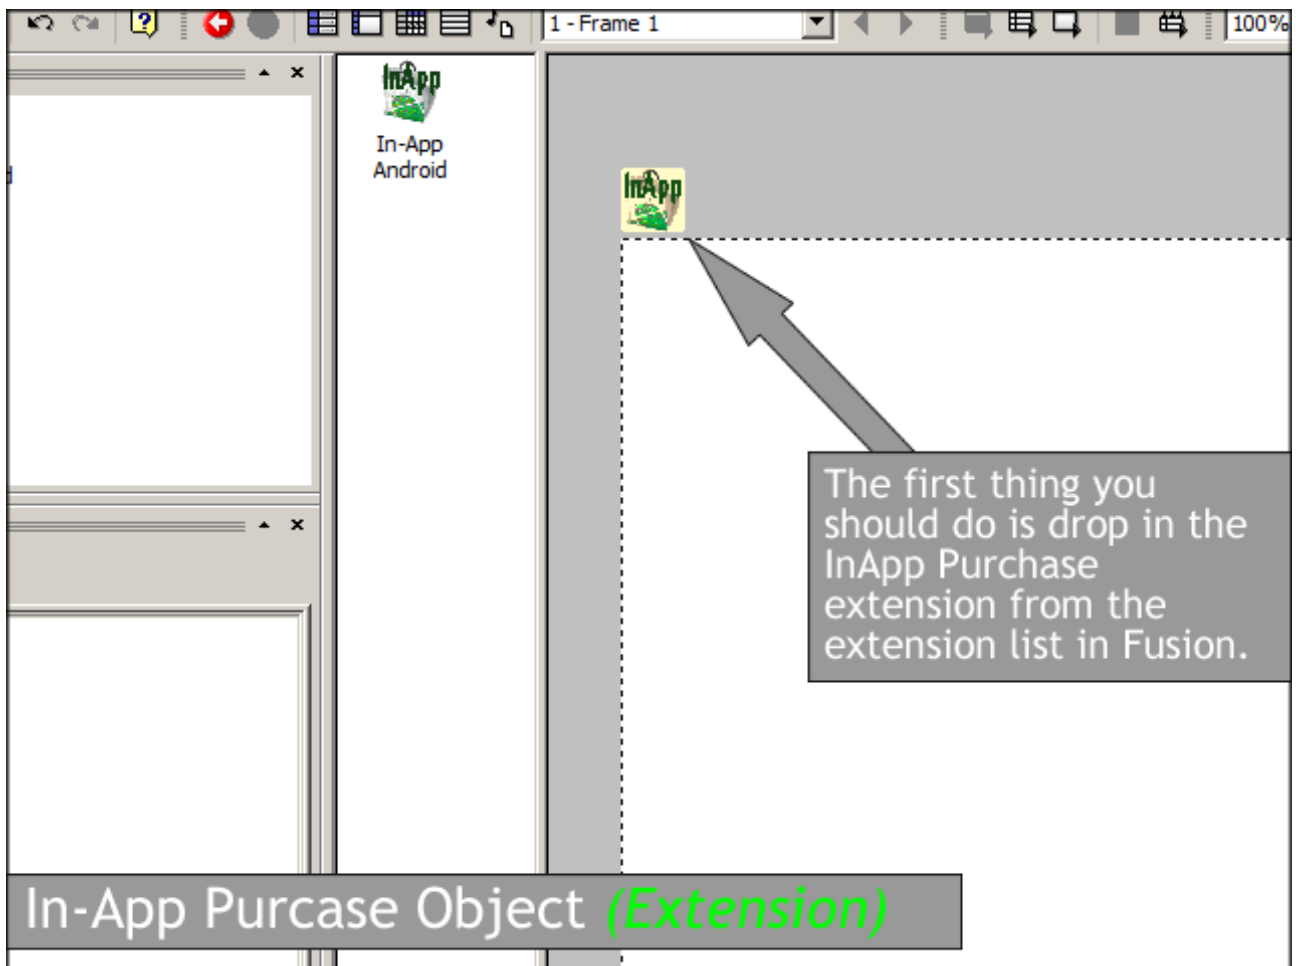 1 - Frame 1
100%
InApp
In-App
Android
InApp
The first thing you
should do is drop in the
InApp Purchase
extension from the
extension list in Fusion.
In-App Purcase Object (Extension)